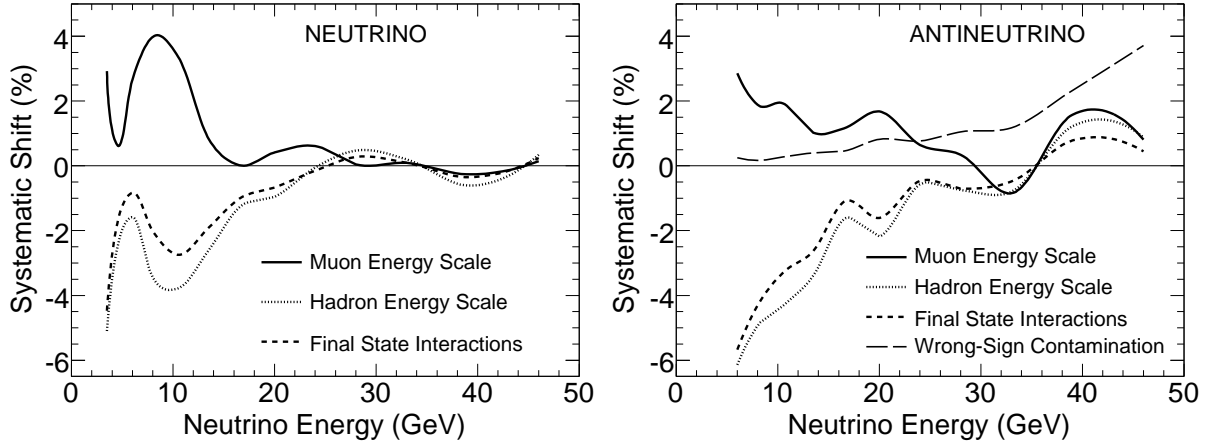 NEUTRINO
Systematic Shift (%)
4
2
0
-2
-4
-6
Muon Energy Scale
Hadron Energy Scale
Final State Interactions
0 10 20 30 40 50
Neutrino Energy (GeV)
ANTINEUTRINO
Systematic Shift (%)
4
2
0
-2
-4
-6
Muon Energy Scale
Hadron Energy Scale
Final State Interactions
Wrong-Sign Contamination
0 10 20 30 40 50
Neutrino Energy (GeV)